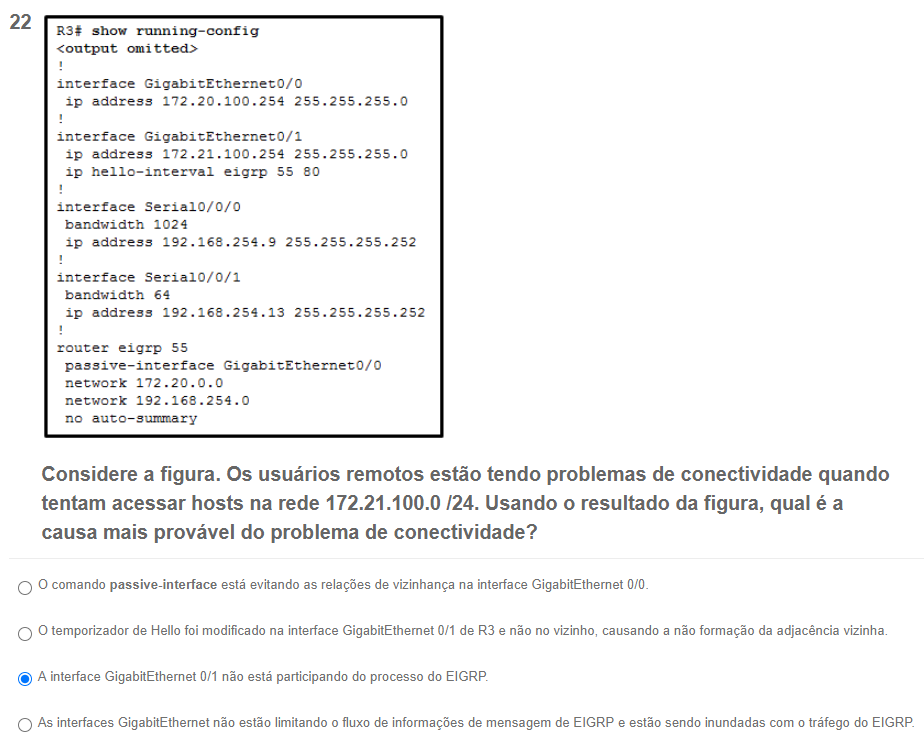 22
R3# show running-config
<output omitted>
!
interface GigabitEthernet0/0
ip address 172.20.100.254 255.255.255.0
!
interface GigabitEthernet0/1
ip address 172.21.100.254 255.255.255.0
ip hello-interval eigrp 55 80
!
interface Serial0/0/0
bandwidth 1024
ip address 192.168.254.9 255.255.255.252
!
interface Serial0/0/1
bandwidth 64
ip address 192.168.254.13 255.255.255.252
!
router eigrp 55
passive-interface GigabitEthernet0/0
network 172.20.0.0
network 192.168.254.0
no auto-summary
Considere a figura. Os usuários remotos estão tendo problemas de conectividade quando
tentam acessar hosts na rede 172.21.100.0 /24. Usando o resultado da figura, qual é a
causa mais provável do problema de conectividade?
O comando passive-interface está evitando as relações de vizinhança na interface GigabitEthernet 0/0.
O temporizador de Hello foi modificado na interface GigabitEthernet 0/1 de R3 e não no vizinho, causando a não formação da adjacência vizinha.
A interface GigabitEthernet 0/1 não está participando do processo do EIGRP.
As interfaces GigabitEthernet não estão limitando o fluxo de informações de mensagem de EIGRP e estão sendo inundadas com o tráfego do EIGRP.